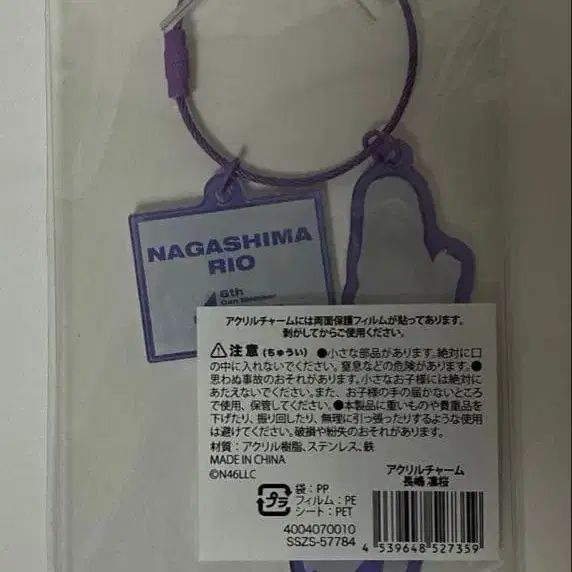 NAGASHIMA
RIO
6th
Gen Member
アクリルチャームには両面保護フィルムが貼ってあります。
剥がしてからご使用ください。
⚠注意(ちゅうい) ●小さな部品があります。絶対に口
の中に入れないでください。窒息などの危険があります。●
思わぬ事故のおそれがあります。小さなお子様には絶対に
あたえないでください。また、お子様の手の届かないところ
で使用、保管してください。●本製品に重いものや貴重品を
下げたり、振り回したり、無理に引っ張ったりするような使用
は避けてください。破損や紛失のおそれがあります。
材質:アクリル樹脂、ステンレス、鉄
MADE IN CHINA
©N46LLC
プラ
袋:PP
フィルム:PE
シート:PET
4004070010
SSZS-57784
アクリルチャーム
長嶋 凛桜
4 539648 527359